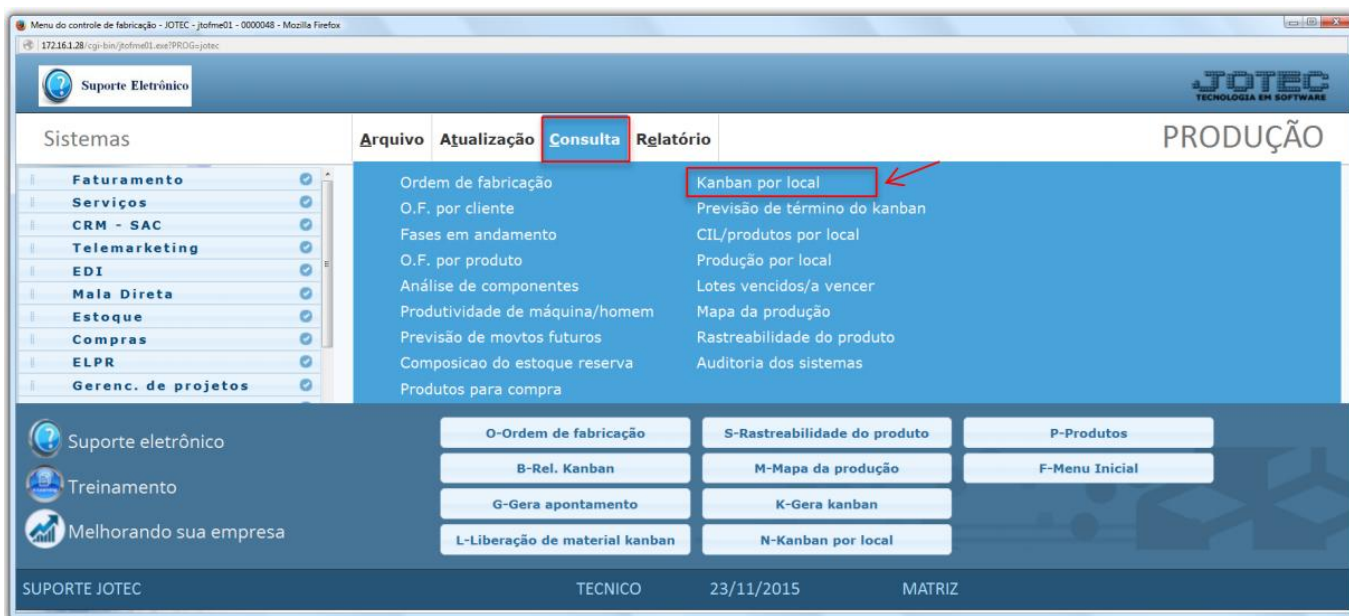 Menu do controle de fabricação - JOTEC - jtofme01 - 0000048 - Mozilla Firefox
172.16.1.28/cgi-bin/jtofme01.exe?PROG=jotec
Suporte Eletrônico
JOTEC
TECNOLOGIA EM SOFTWARE
Sistemas
Arquivo Atualização Consulta Relatório
PRODUÇÃO
Faturamento
Serviços
CRM - SAC
Telemarketing
EDI
Mala Direta
Estoque
Compras
ELPR
Gerenc. de projetos
Ordem de fabricação
O.F. por cliente
Fases em andamento
O.F. por produto
Análise de componentes
Produtividade de máquina/homem
Previsão de movtos futuros
Composicao do estoque reserva
Produtos para compra
Kanban por local
Previsão de término do kanban
CIL/produtos por local
Produção por local
Lotes vencidos/a vencer
Mapa da produção
Rastreabilidade do produto
Auditoria dos sistemas
Suporte eletrônico
Treinamento
Melhorando sua empresa
O-Ordem de fabricação
S-Rastreabilidade do produto
P-Produtos
B-Rel. Kanban
M-Mapa da produção
F-Menu Inicial
G-Gera apontamento
K-Gera kanban
L-Liberação de material kanban
N-Kanban por local
SUPORTE JOTEC TECNICO 23/11/2015 MATRIZ